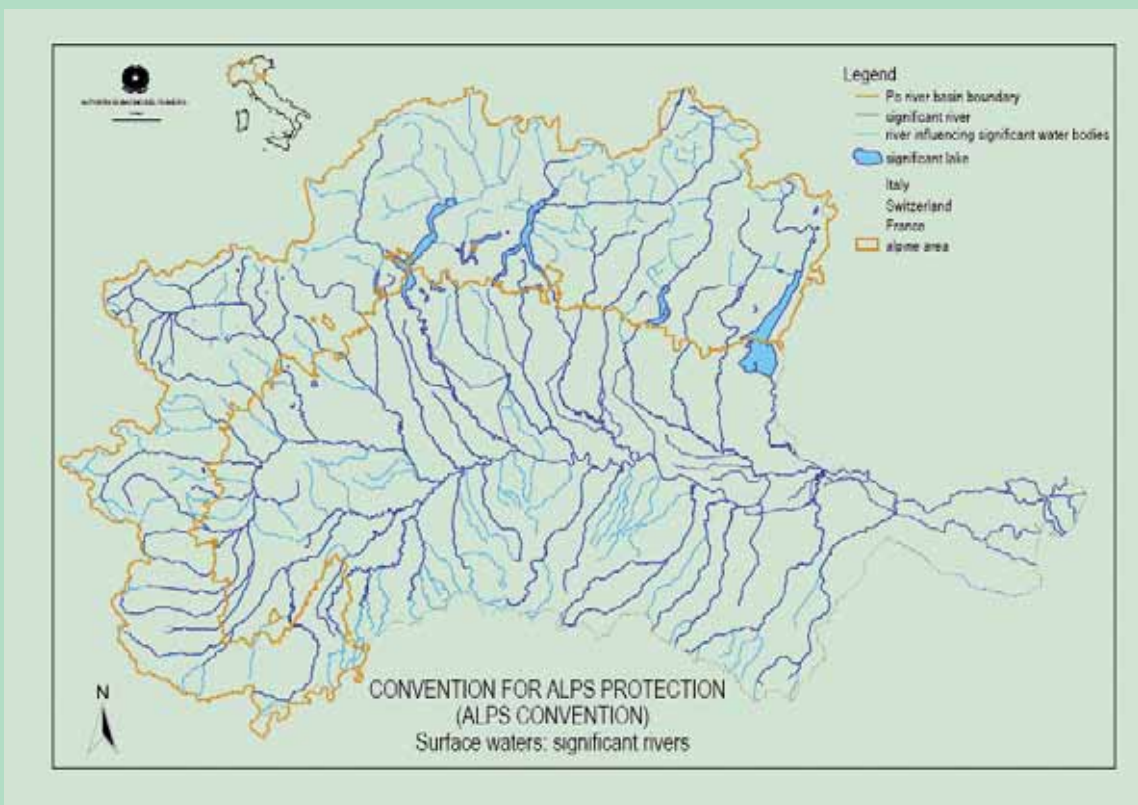 Legend
Po river basin boundary
significant river
river influencing significant water bodies
significant lake
Italy
Switzerland
France
alpine area
N
CONVENTION FOR ALPS PROTECTION
(ALPS CONVENTION)
Surface waters: significant rivers